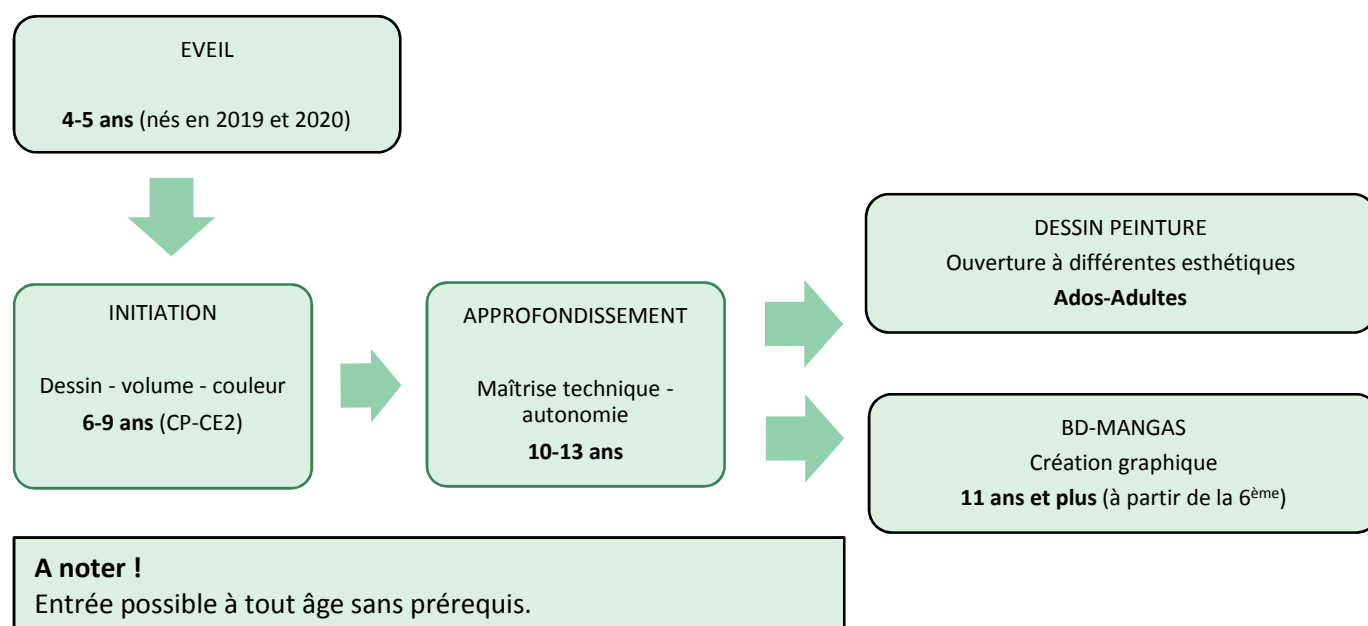 EVEIL
4-5 ans (nés en 2019 et 2020)
INITIATION
Dessin - volume - couleur
6-9 ans (CP-CE2)
APPROFONDISSEMENT
Maîtrise technique -
autonomie
10-13 ans
DESSIN PEINTURE
Ouverture à différentes esthétiques
Ados-Adultes
BD-MANGAS
Création graphique
11 ans et plus (à partir de la 6ème)
A noter !
Entrée possible à tout âge sans prérequis.